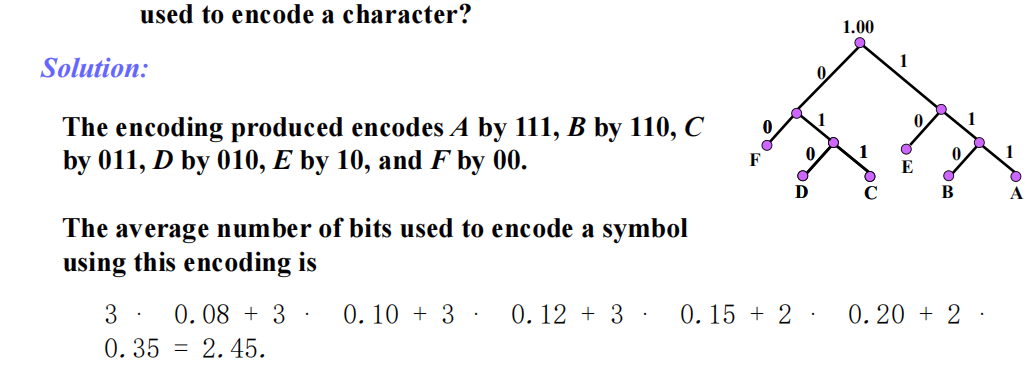 used to encode a character?
1.00
Solution:
0 1
The encoding produced encodes A by 111, B by 110, C
by 011, D by 010, E by 10, and F by 00.
0 1 0 1
F 0 1 E 0 1
D C B A
The average number of bits used to encode a symbol
using this encoding is
3 · 0.08 + 3 · 0.10 + 3 · 0.12 + 3 · 0.15 + 2 · 0.20 + 2 ·
0.35 = 2.45.